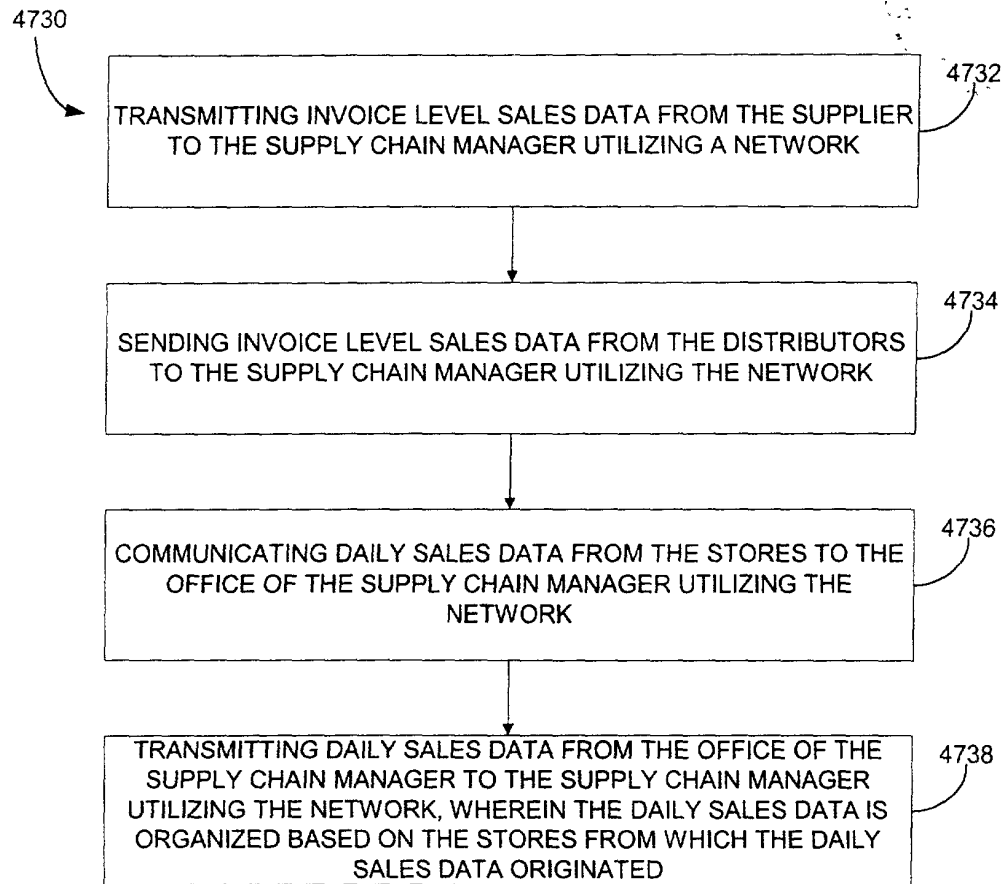 4730
4732
TRANSMITTING INVOICE LEVEL SALES DATA FROM THE SUPPLIER
TO THE SUPPLY CHAIN MANAGER UTILIZING A NETWORK
4734
SENDING INVOICE LEVEL SALES DATA FROM THE DISTRIBUTORS
TO THE SUPPLY CHAIN MANAGER UTILIZING THE NETWORK
4736
COMMUNICATING DAILY SALES DATA FROM THE STORES TO THE
OFFICE OF THE SUPPLY CHAIN MANAGER UTILIZING THE
NETWORK
4738
TRANSMITTING DAILY SALES DATA FROM THE OFFICE OF THE
SUPPLY CHAIN MANAGER TO THE SUPPLY CHAIN MANAGER
UTILIZING THE NETWORK, WHEREIN THE DAILY SALES DATA IS
ORGANIZED BASED ON THE STORES FROM WHICH THE DAILY
SALES DATA ORIGINATED